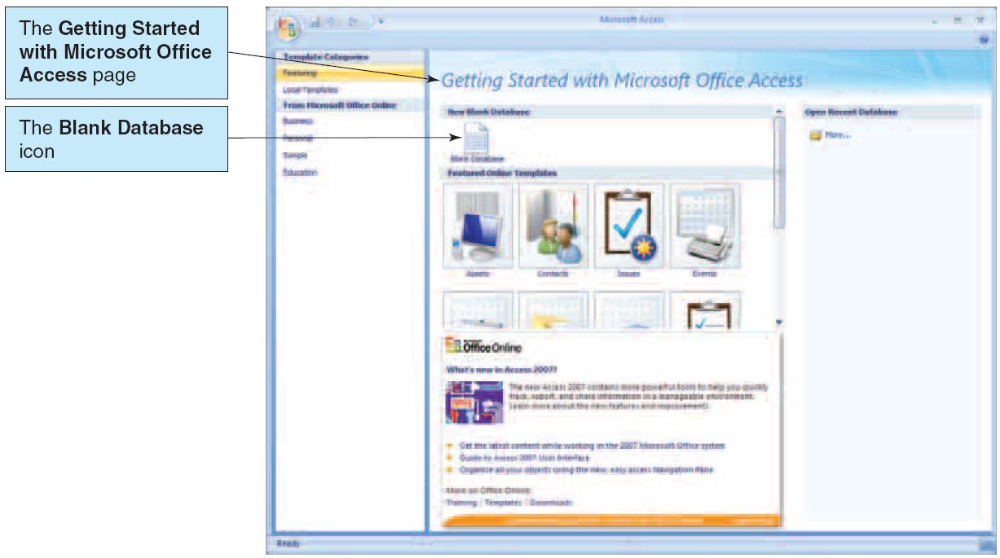 The Getting Started
with Microsoft Office
Access page
The Blank Database
icon
Microsoft Access
Template Categories
Featuring
Local Templates
From Microsoft Office Online
Business
Personal
Sample
Education
Getting Started with Microsoft Office Access
New Blank Database
Blank Database
Featured Online Templates
Assets
Contacts
Issues
Events
Open Recent Database
More...
Office Online
What's new in Access 2007?
The new Access 2007 contains more powerful tools to help you quickly
track, report, and share information in a manageable environment.
Learn more about the new features and improvements.
Get the latest content while working in the 2007 Microsoft Office system
Guide to Access 2007 User Interface
Organize all your objects using the new, easy access Navigation Pane
More on Office Online:
Training | Templates | Downloads
Ready